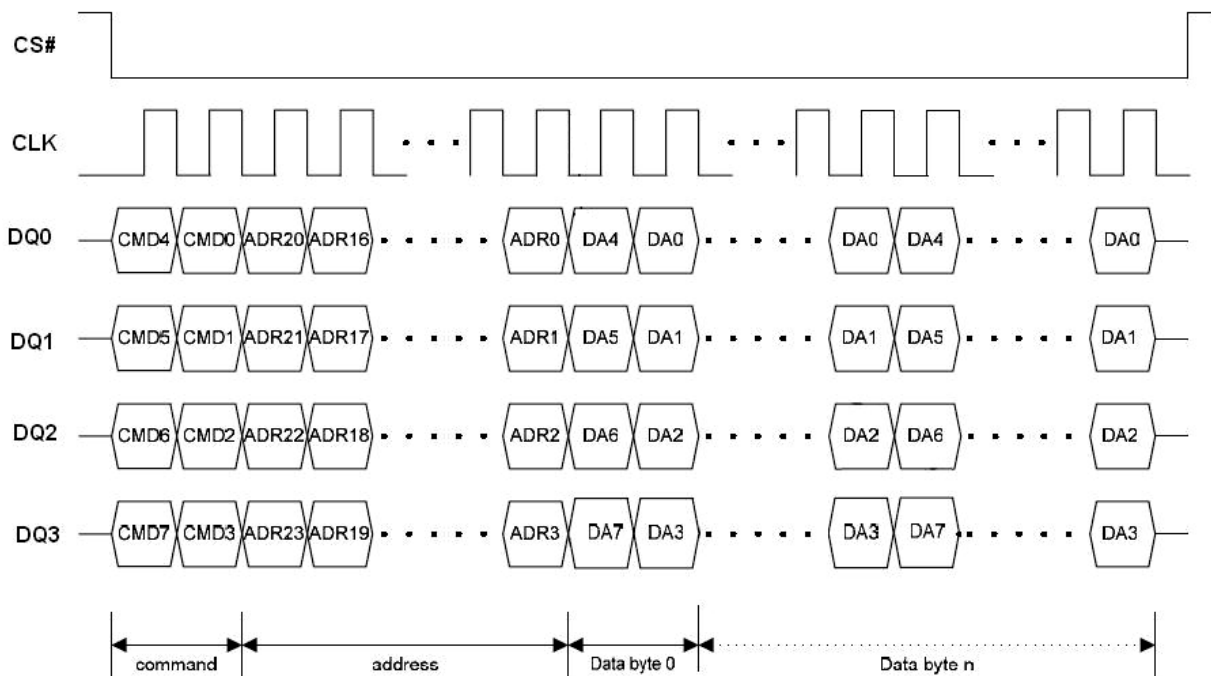 CS#
CLK
DQ0 CMD4 CMD0 ADR20 ADR16 ADR0 DA4 DA0 DA0 DA4 DA0
DQ1 CMD5 CMD1 ADR21 ADR17 ADR1 DA5 DA1 DA1 DA5 DA1
DQ2 CMD6 CMD2 ADR22 ADR18 ADR2 DA6 DA2 DA2 DA6 DA2
DQ3 CMD7 CMD3 ADR23 ADR19 ADR3 DA7 DA3 DA3 DA7 DA3
command address Data byte 0 Data byte n